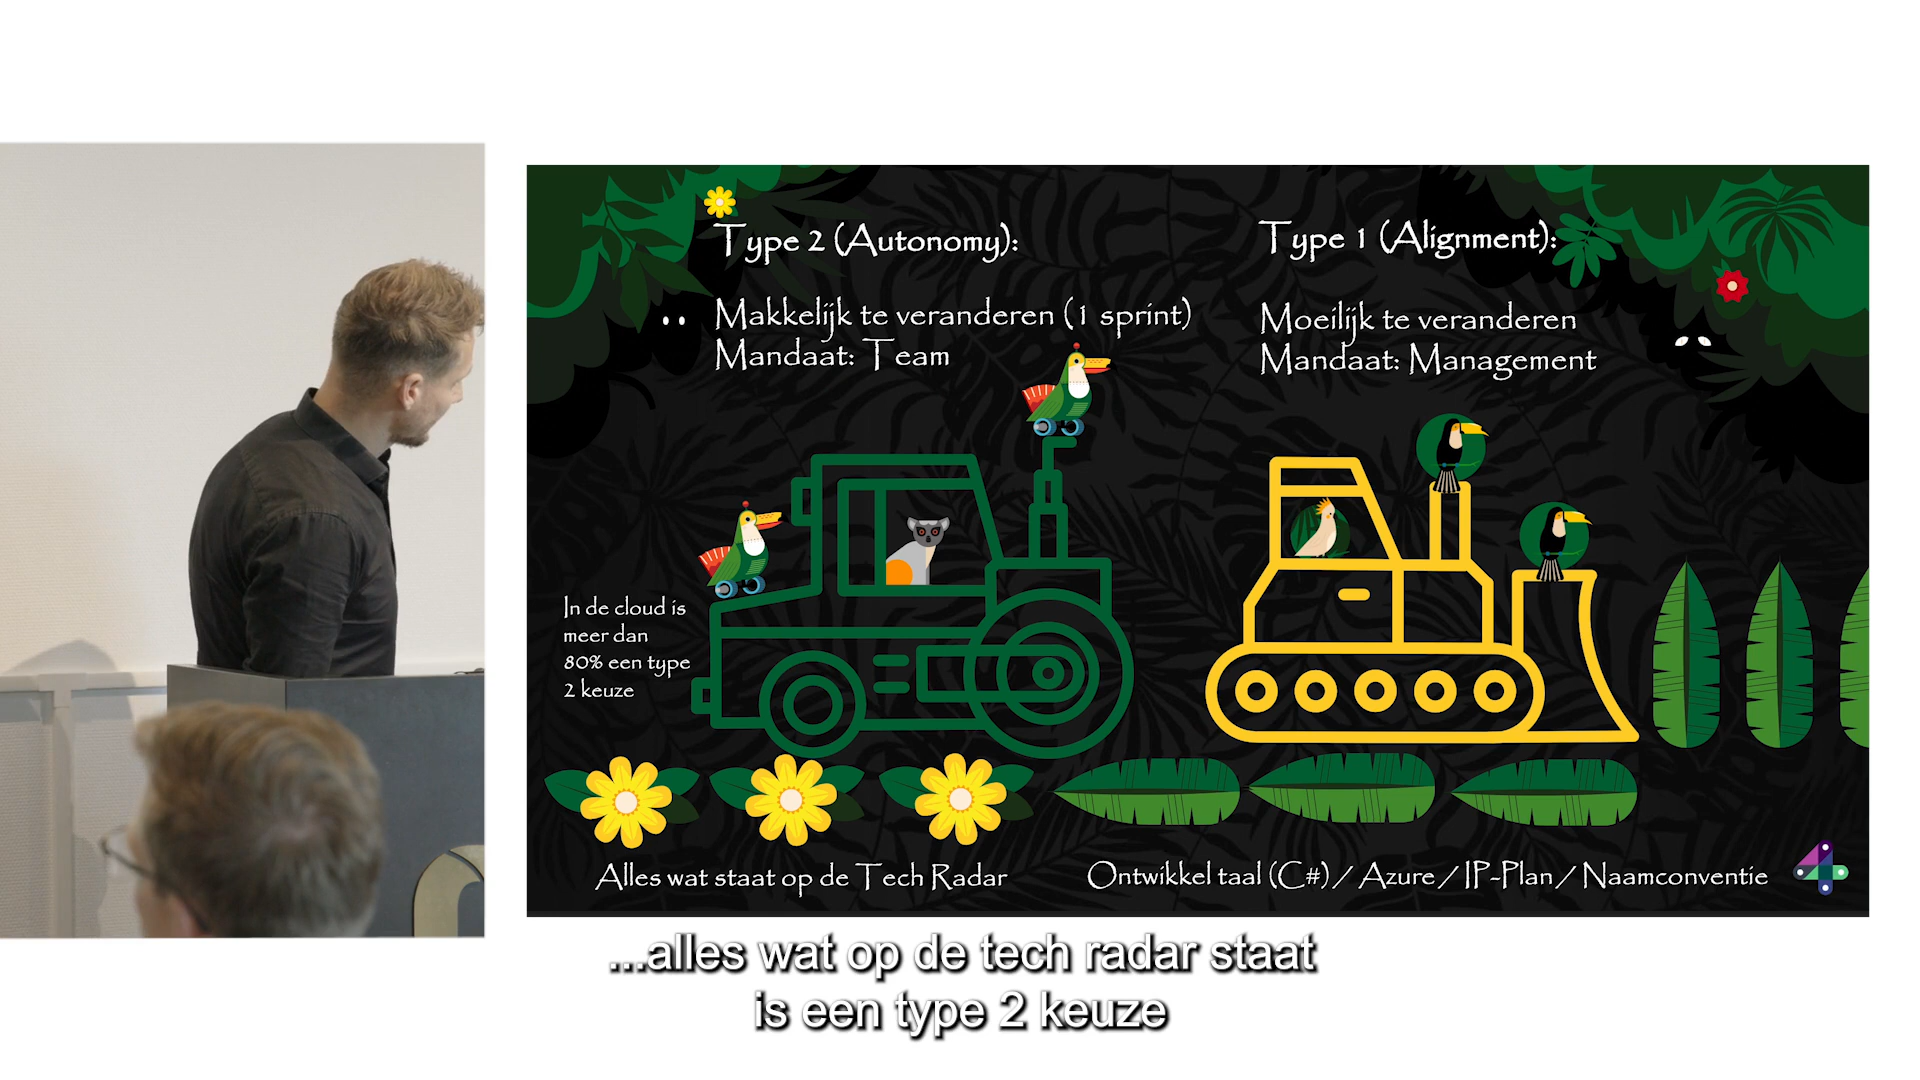 Type 2 (Autonomy):
Makkelijk te veranderen (1 sprint)
Mandaat: Team
Type 1 (Alignment):
Moeilijk te veranderen
Mandaat: Management
In de cloud is
meer dan
80% een type
2 keuze
Alles wat staat op de Tech Radar
Ontwikkel taal (C#) / Azure / IP-Plan / Naamconventie
...alles wat op de tech radar staat
is een type 2 keuze